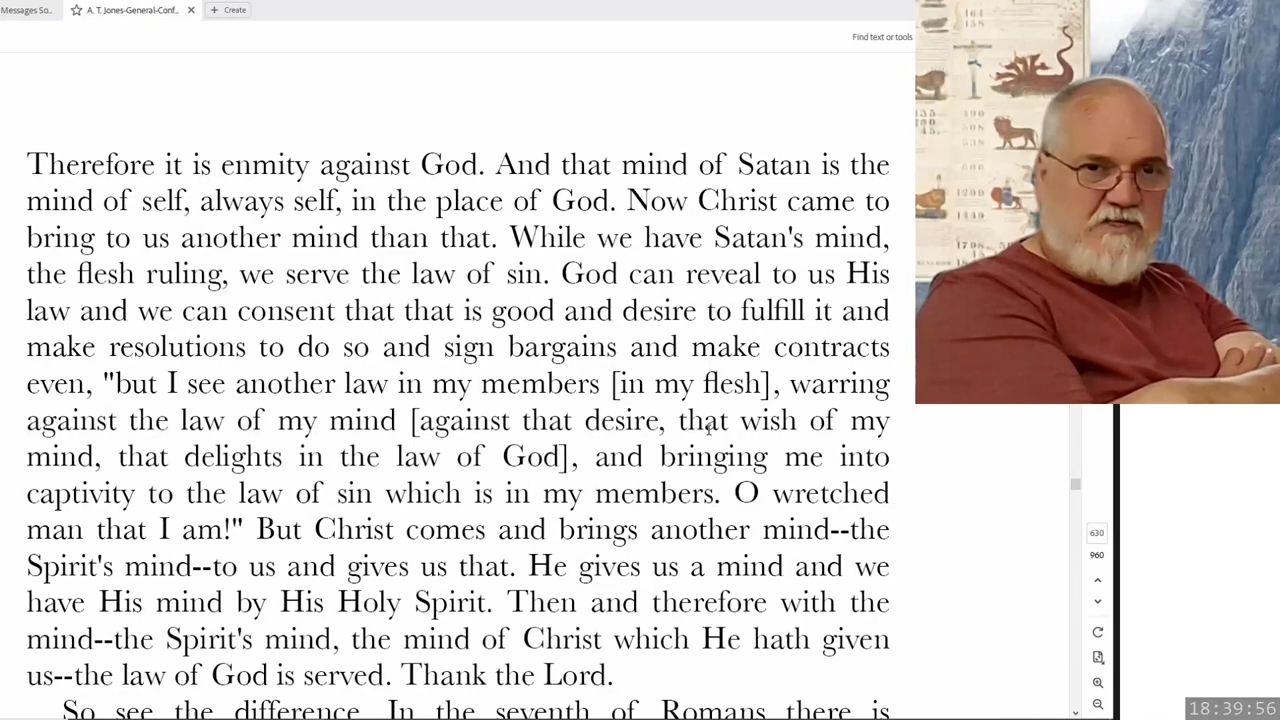 Messages So...
A. T. Jones-General-Conf...
Create
Find text or tools
Therefore it is enmity against God. And that mind of Satan is the
mind of self, always self, in the place of God. Now Christ came to
bring to us another mind than that. While we have Satan's mind,
the flesh ruling, we serve the law of sin. God can reveal to us His
law and we can consent that that is good and desire to fulfill it and
make resolutions to do so and sign bargains and make contracts
even, "but I see another law in my members [in my flesh], warring
against the law of my mind [against that desire, that wish of my
mind, that delights in the law of God], and bringing me into
captivity to the law of sin which is in my members. O wretched
man that I am!" But Christ comes and brings another mind--the
Spirit's mind--to us and gives us that. He gives us a mind and we
have His mind by His Holy Spirit. Then and therefore with the
mind--the Spirit's mind, the mind of Christ which He hath given
us--the law of God is served. Thank the Lord.
So see the difference. In the seventh of Romans there is
630
960
164
158
490
508
538
1200
1449
1798
45.
18:39:56